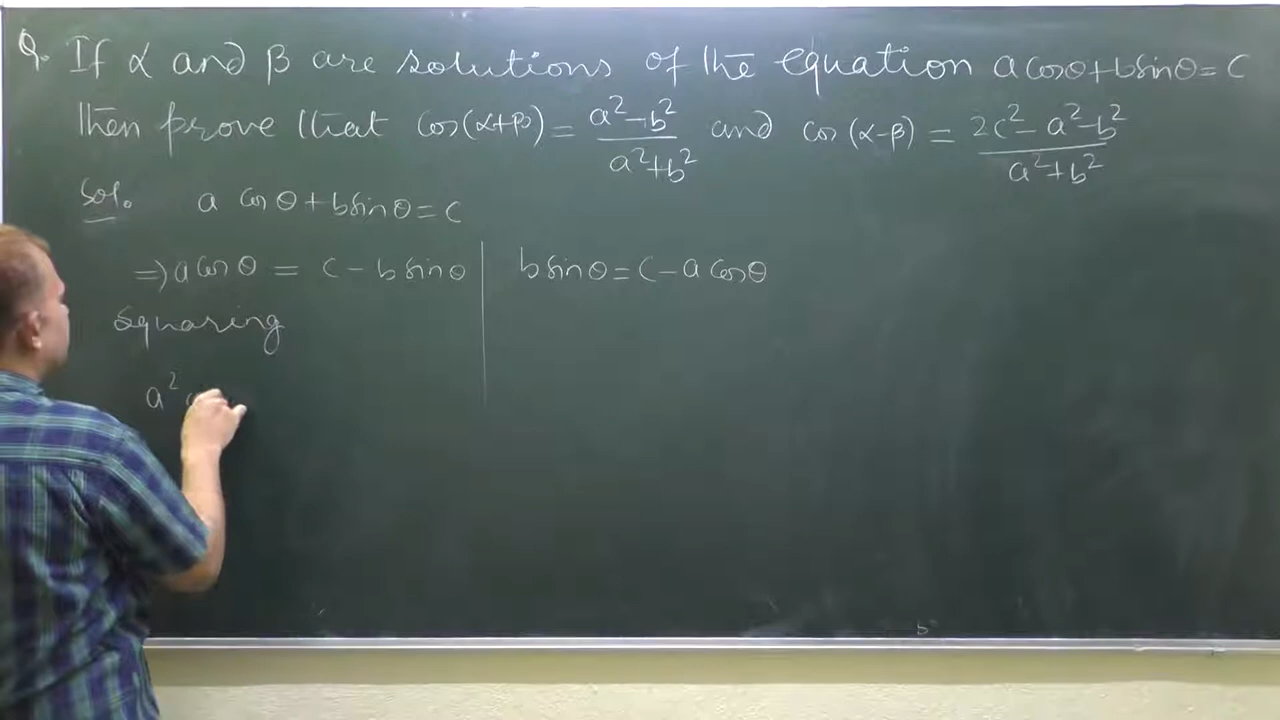 Q. If α and β are solutions of the equation a cosθ + b sinθ = c
then prove that cos(α+β) = a²-b² / a²+b² and cos(α-β) = 2c²-a²-b² / a²+b²
Sol. a cosθ + b sinθ = c
⇒) a cosθ = c - b sinθ | b sinθ = c - a cosθ
Squaring
a²